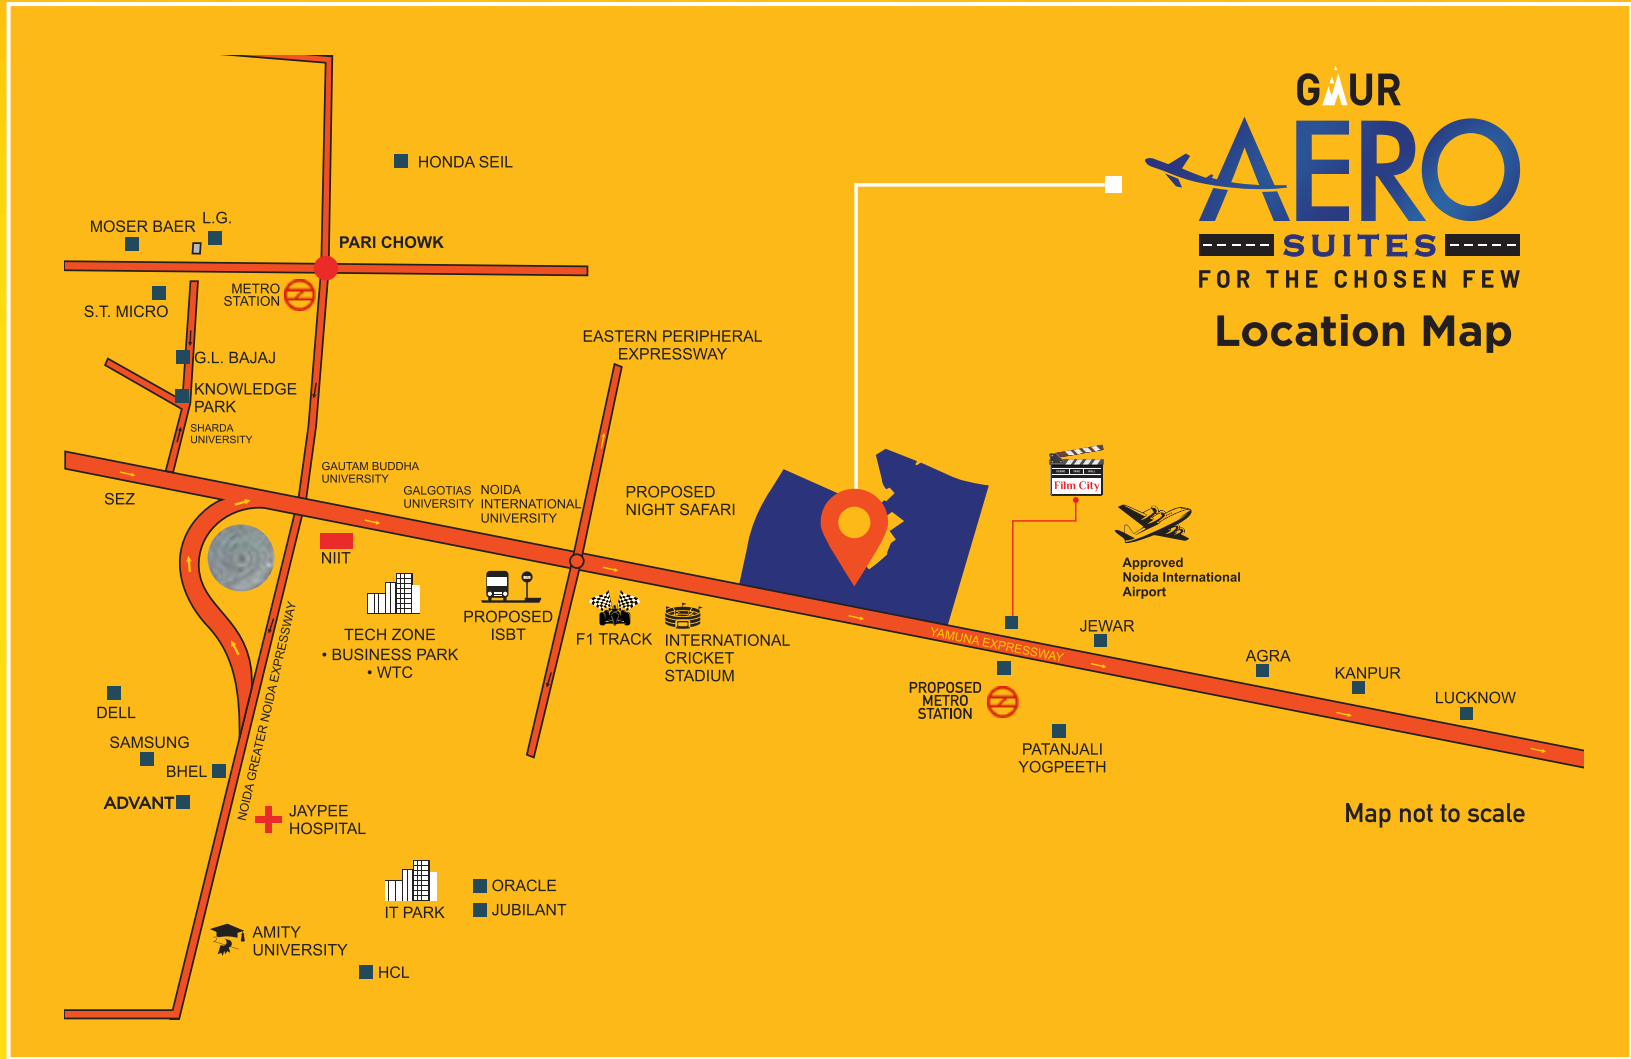 GAUR
AERO
SUITES
FOR THE CHOSEN FEW
Location Map
HONDA SEIL
MOSER BAER
L.G.
PARI CHOWK
METRO
STATION
S.T. MICRO
G.L. BAJAJ
KNOWLEDGE
PARK
SHARDA
UNIVERSITY
EASTERN PERIPHERAL
EXPRESSWAY
SEZ
GAUTAM BUDDHA
UNIVERSITY
GALGOTIAS
UNIVERSITY
NOIDA
INTERNATIONAL
UNIVERSITY
PROPOSED
NIGHT SAFARI
Film City
Approved
Noida International
Airport
NIIT
TECH ZONE
• BUSINESS PARK
• WTC
PROPOSED
ISBT
F1 TRACK
INTERNATIONAL
CRICKET
STADIUM
YAMUNA EXPRESSWAY
JEWAR
AGRA
KANPUR
LUCKNOW
PROPOSED
METRO
STATION
PATANJALI
YOGPEETH
NOIDA GREATER NOIDA EXPRESSWAY
DELL
SAMSUNG
BHEL
ADVANT
JAYPEE
HOSPITAL
Map not to scale
IT PARK
ORACLE
JUBILANT
AMITY
UNIVERSITY
HCL